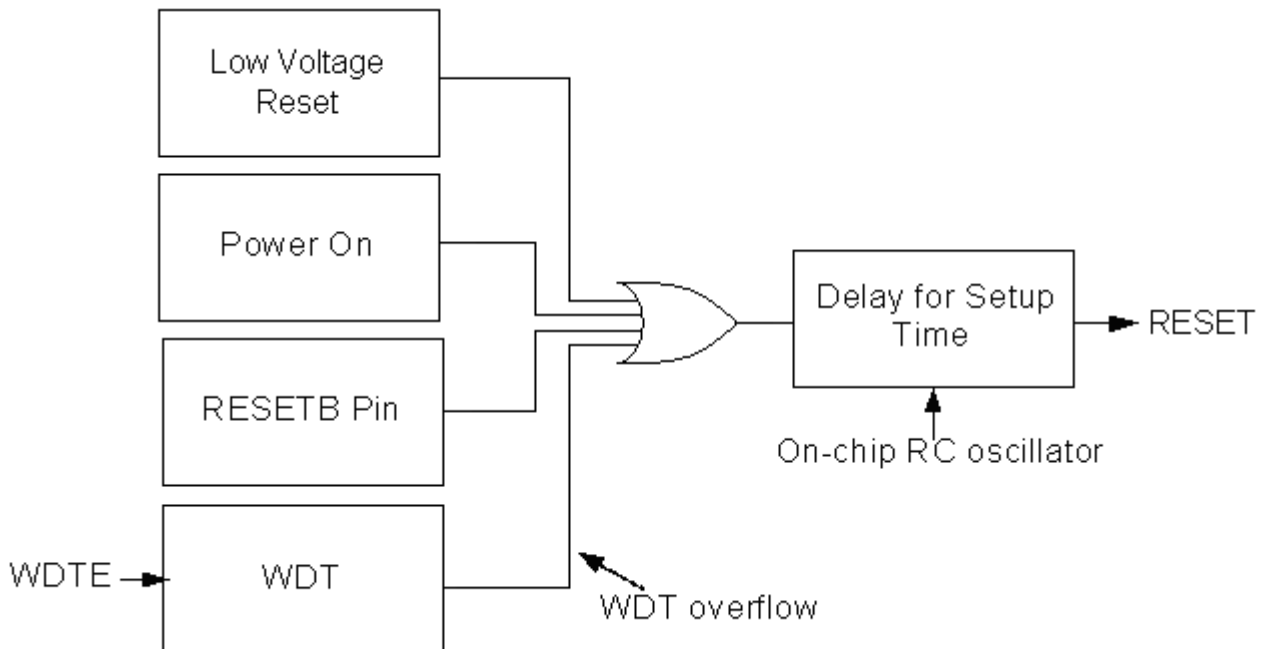 Low Voltage
Reset
Power On
RESETB Pin
WDTE
WDT
WDT overflow
Delay for Setup
Time
On-chip RC oscillator
RESET